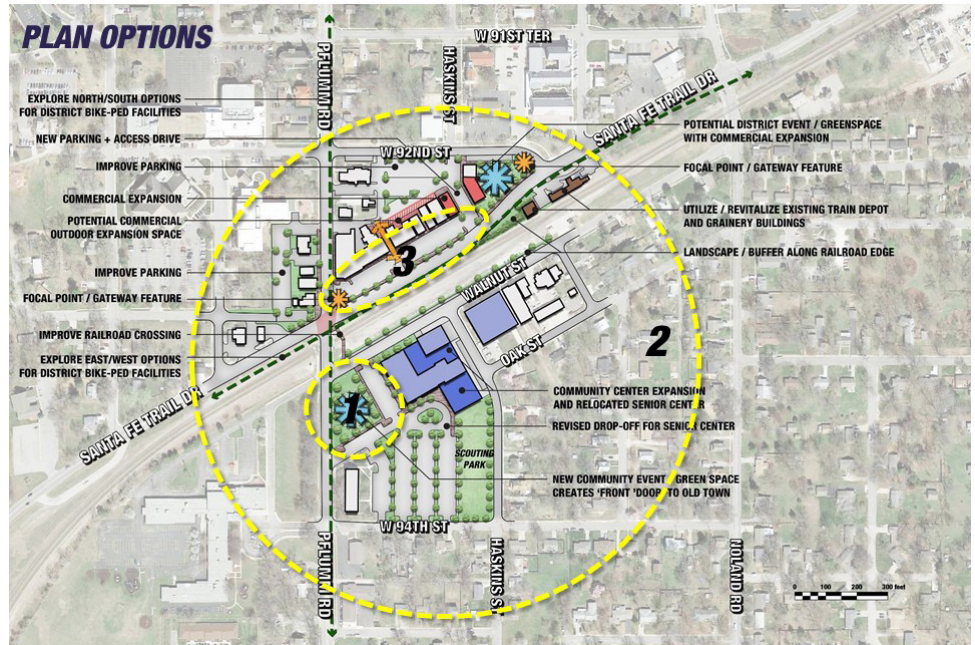 PLAN OPTIONS
W 91ST TER
PFLUMM RD
HASKINS ST
SANTA FE TRAIL DR
EXPLORE NORTH/SOUTH OPTIONS
FOR DISTRICT BIKE-PED FACILITIES
NEW PARKING + ACCESS DRIVE
IMPROVE PARKING
COMMERCIAL EXPANSION
POTENTIAL COMMERCIAL
OUTDOOR EXPANSION SPACE
IMPROVE PARKING
FOCAL POINT / GATEWAY FEATURE
IMPROVE RAILROAD CROSSING
EXPLORE EAST/WEST OPTIONS
FOR DISTRICT BIKE-PED FACILITIES
W 92ND ST
POTENTIAL DISTRICT EVENT / GREENSPACE
WITH COMMERCIAL EXPANSION
FOCAL POINT / GATEWAY FEATURE
UTILIZE / REVITALIZE EXISTING TRAIN DEPOT
AND GRAINERY BUILDINGS
LANDSCAPE / BUFFER ALONG RAILROAD EDGE
3
WALNUT ST
2
OAK ST
SANTA FE TRAIL DR
1
COMMUNITY CENTER EXPANSION
AND RELOCATED SENIOR CENTER
REVISED DROP-OFF FOR SENIOR CENTER
SCOUTING
PARK
NEW COMMUNITY EVENT / GREEN SPACE
CREATES 'FRONT 'DOOR' TO OLD TOWN
W 94TH ST
PFLUMM RD
HASKINS ST
NOLAND RD
0 100 200 300 feet